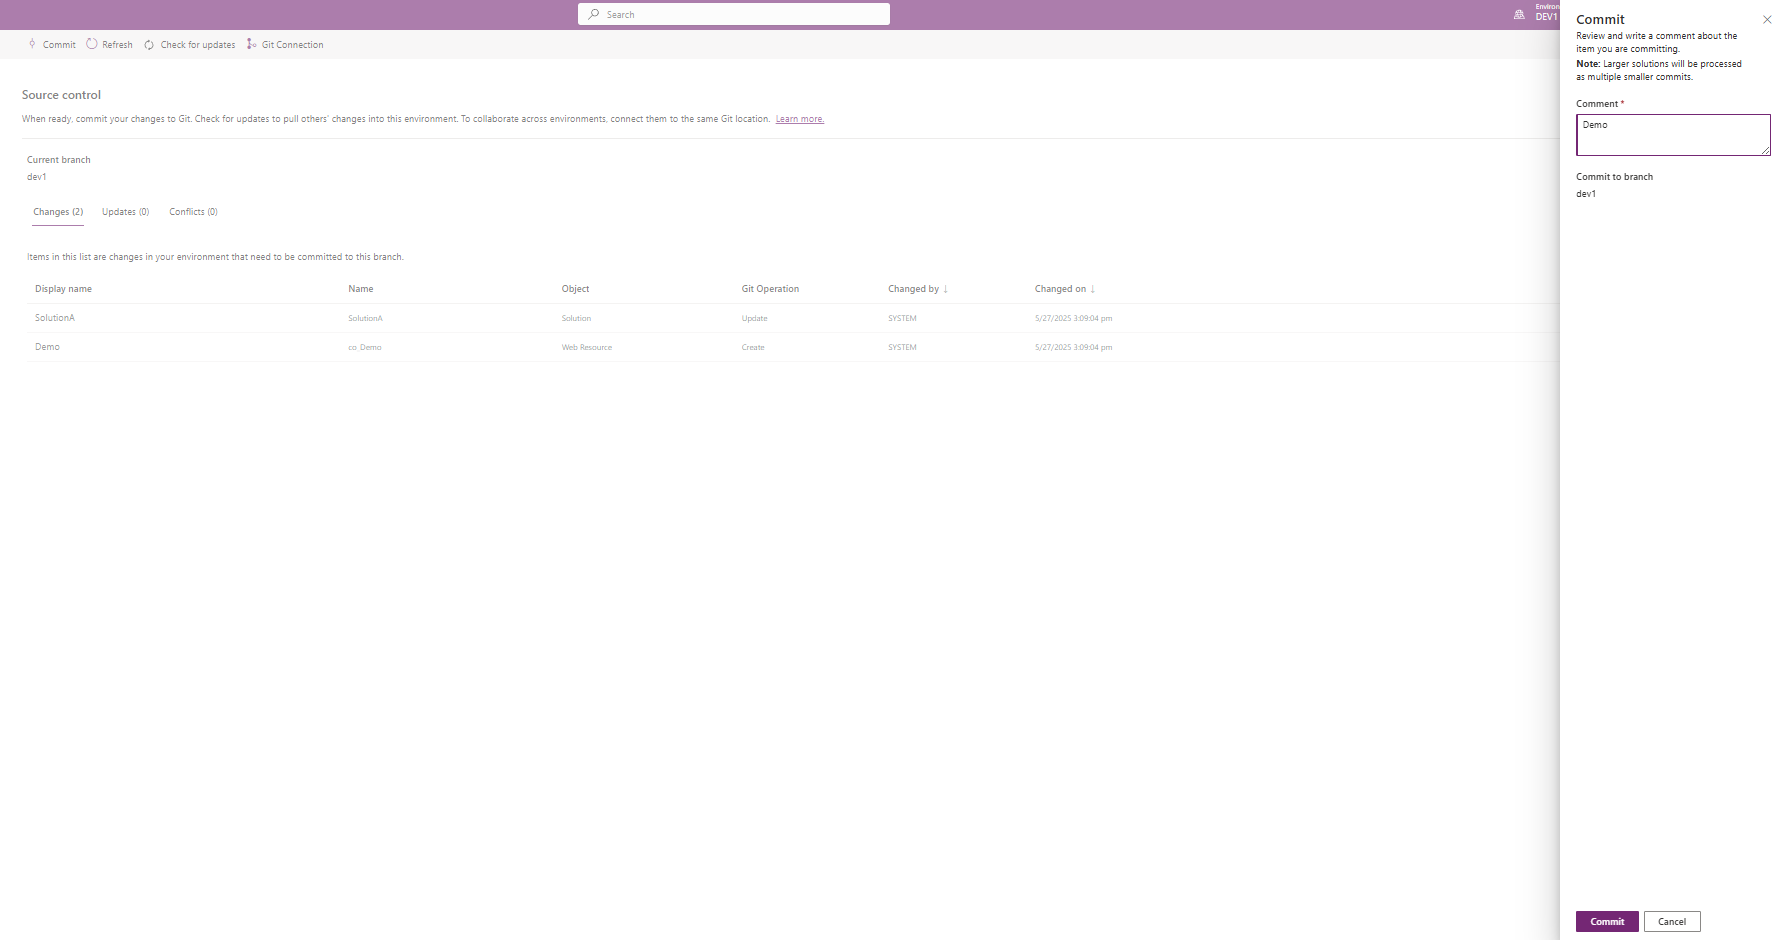 Search
Environ
DEV1
Commit Refresh Check for updates Git Connection
Source control
When ready, commit your changes to Git. Check for updates to pull others' changes into this environment. To collaborate across environments, connect them to the same Git location. Learn more.
Current branch
dev1
Changes (2) Updates (0) Conflicts (0)
Items in this list are changes in your environment that need to be committed to this branch.
Display name Name Object Git Operation Changed by ↓ Changed on ↓
SolutionA SolutionA Solution Update SYSTEM 5/27/2025 3:09:04 pm
Demo co_Demo Web Resource Create SYSTEM 5/27/2025 3:09:04 pm
Commit
Review and write a comment about the
item you are committing.
Note: Larger solutions will be processed
as multiple smaller commits.
Comment *
Demo
Commit to branch
dev1
Commit Cancel